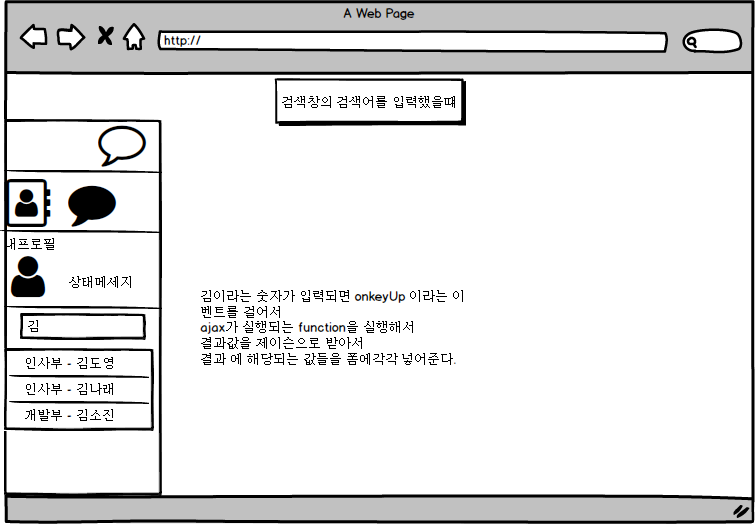 A Web Page
http://
검색창의 검색어를 입력했을떄
내프로필
상태메세지
김
인사부 - 김도영
인사부 - 김나래
개발부 - 김소진
김이라는 숫자가 입력되면 onkeyUp 이라는 이
벤트를 걸어서
ajax가 실행되는 function을 실행해서
결과값을 제이슨으로 받아서
결과 에 해당되는 값들을 폼에각각 넣어준다.